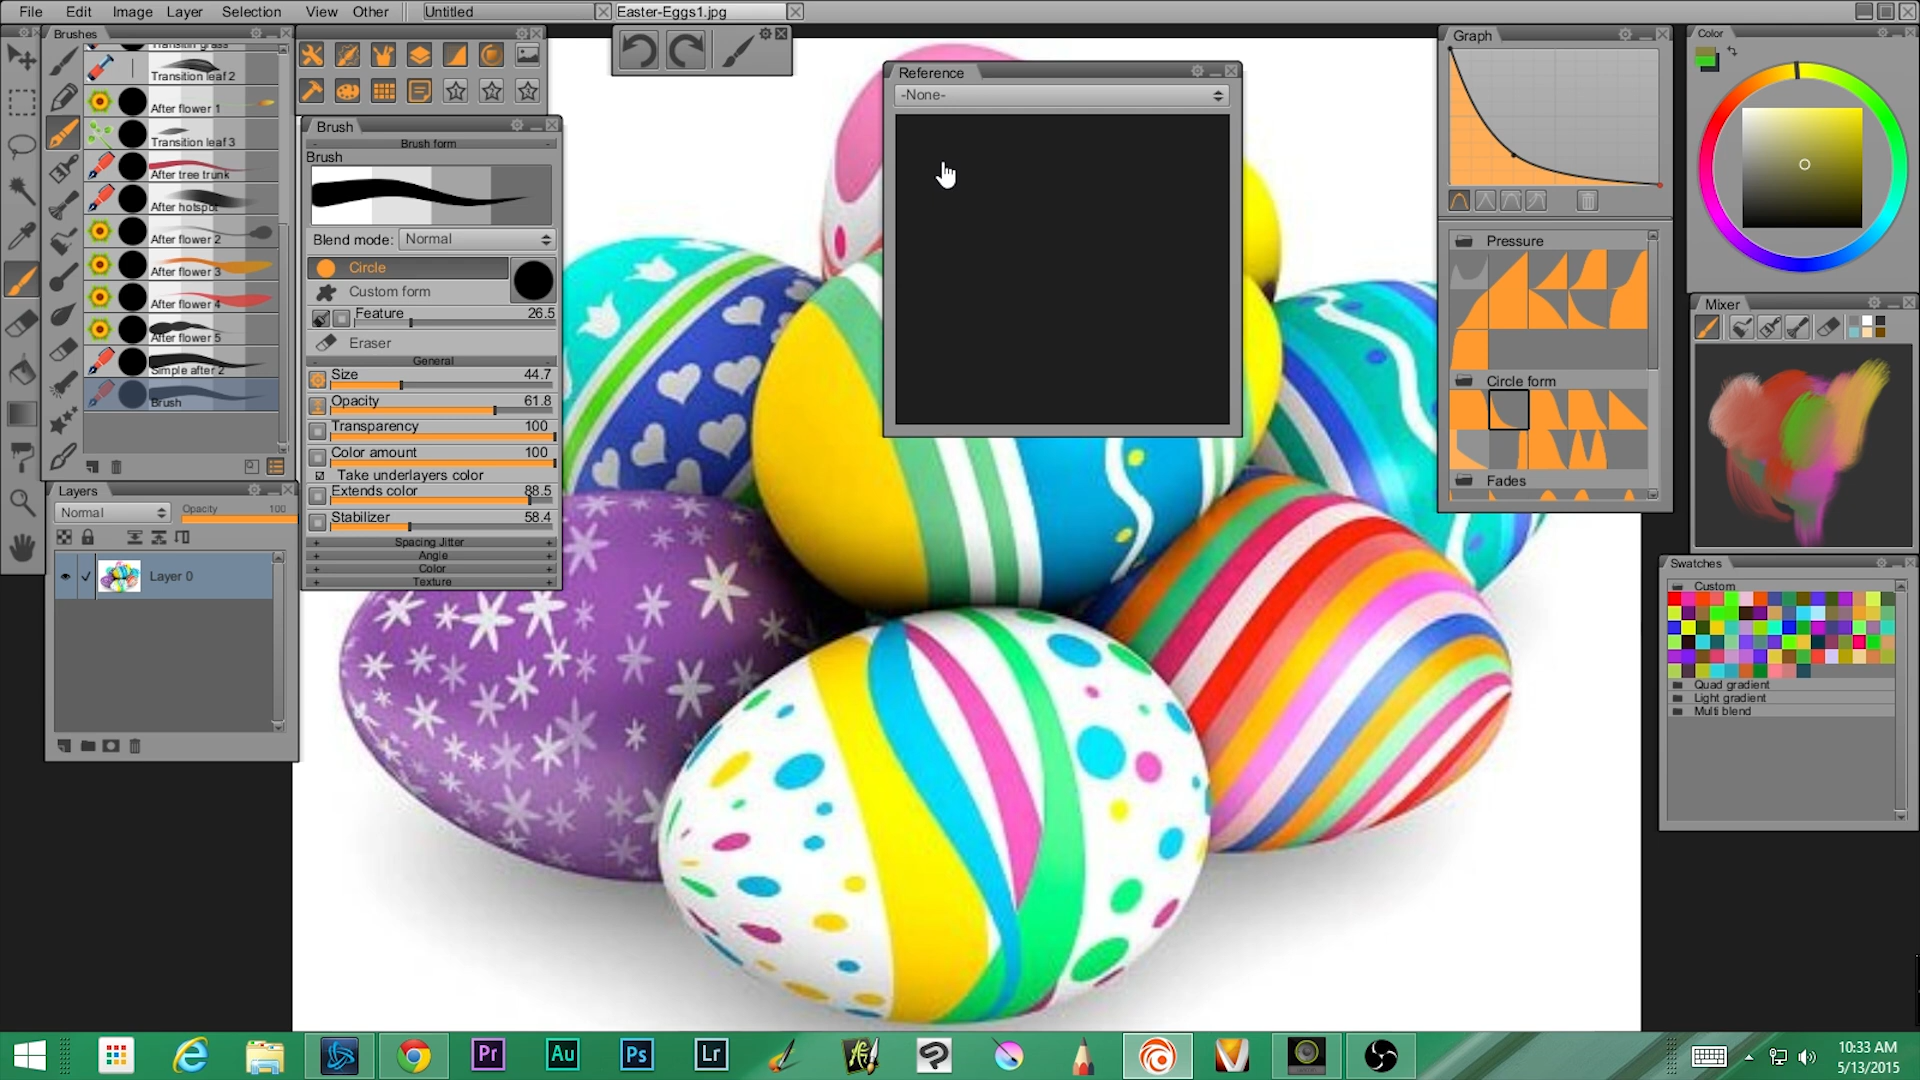 File Edit Image Layer Selection View Other Untitled Easter-Eggs1.jpg
Brushes
Transition leaf 2
After flower 1
Transition leaf 3
After tree trunk
After hotspot
After flower 2
After flower 3
After flower 4
After flower 5
Simple after 2
Brush
Layers
Normal Opacity 100
Layer 0
Brush
Brush form
Brush
Blend mode: Normal
Circle
Custom form
Feature 26.5
Eraser
General
Size 44.7
Opacity 61.8
Transparency 100
Color amount 100
Take underlayers color
Extends color 88.5
Stabilizer 58.4
+ Spacing Jitter +
+ Angle +
+ Color +
+ Texture +
Reference
-None-
Graph
Pressure
Circle form
Fades
Color
Mixer
Swatches
Custom
Quad gradient
Light gradient
Multi blend
Pr Au Ps Lr
10:33 AM
5/13/2015